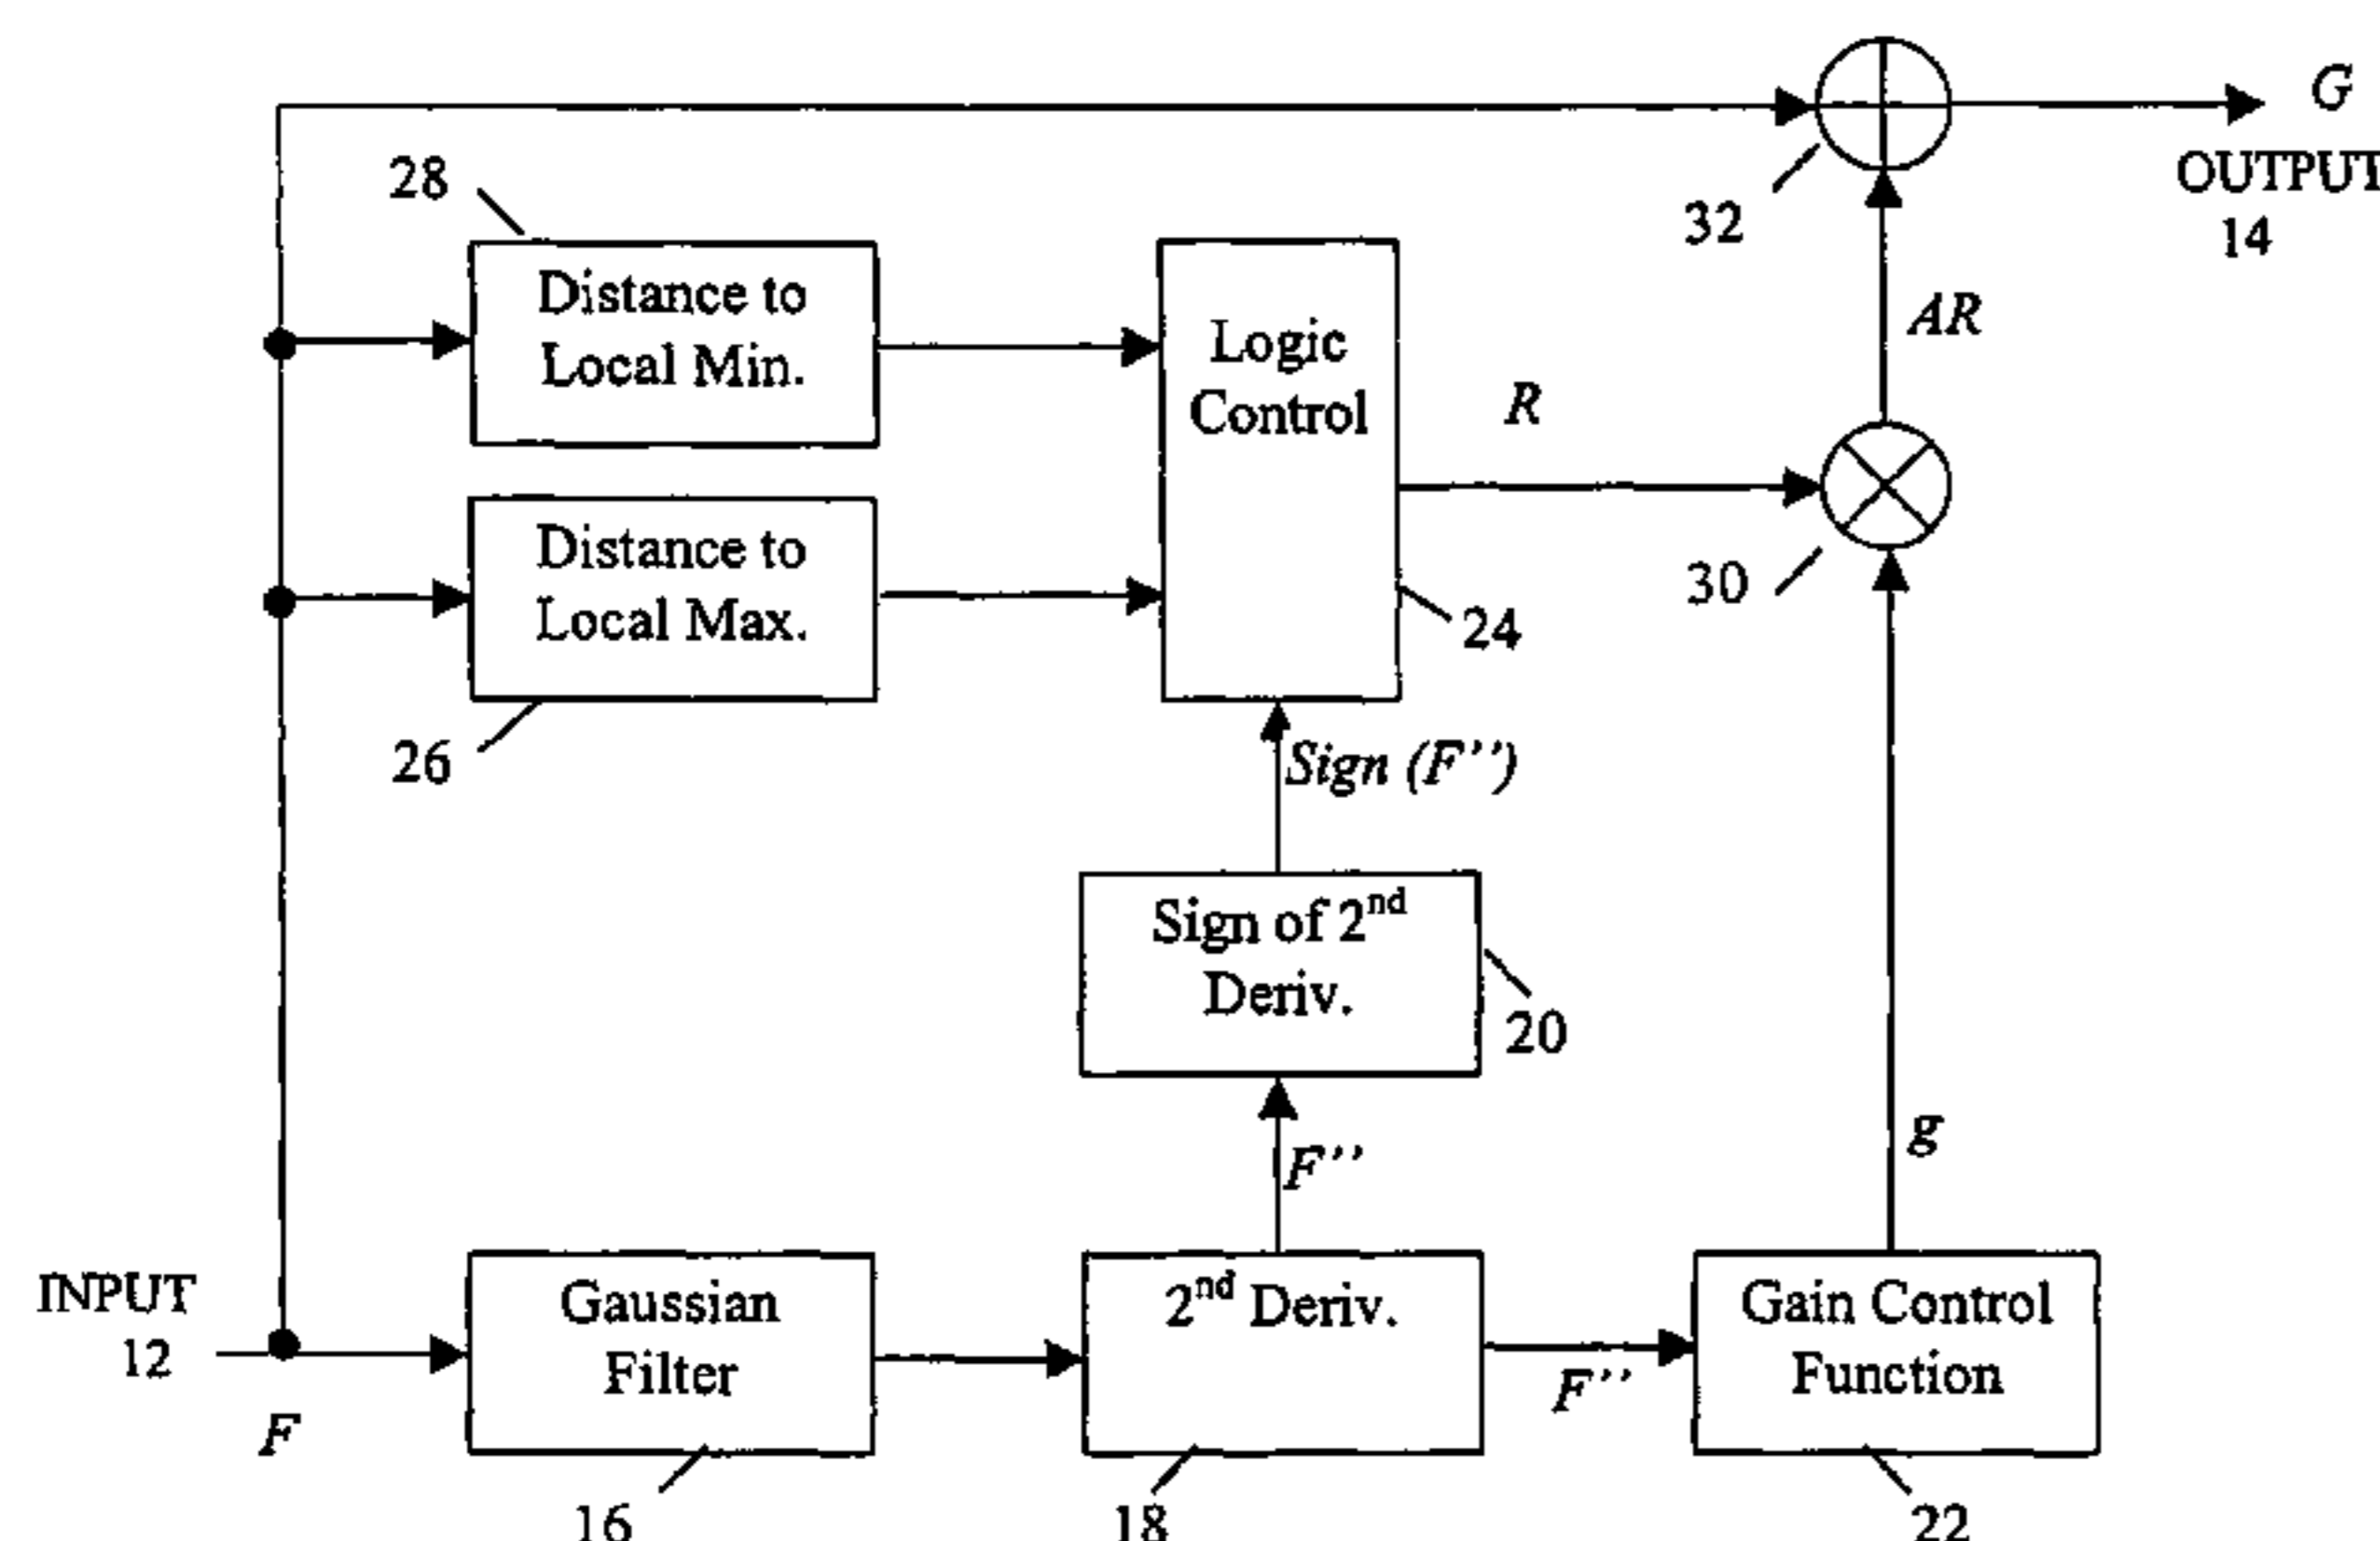 G
OUTPUT
14
28
32
Distance to
Local Min.
Logic
Control
AR
R
Distance to
Local Max.
30
24
26
Sign (F’’)
Sign of 2nd
Deriv.
20
F’’
g
INPUT
12
F
Gaussian
Filter
2nd Deriv.
F’’
Gain Control
Function
16
18
22